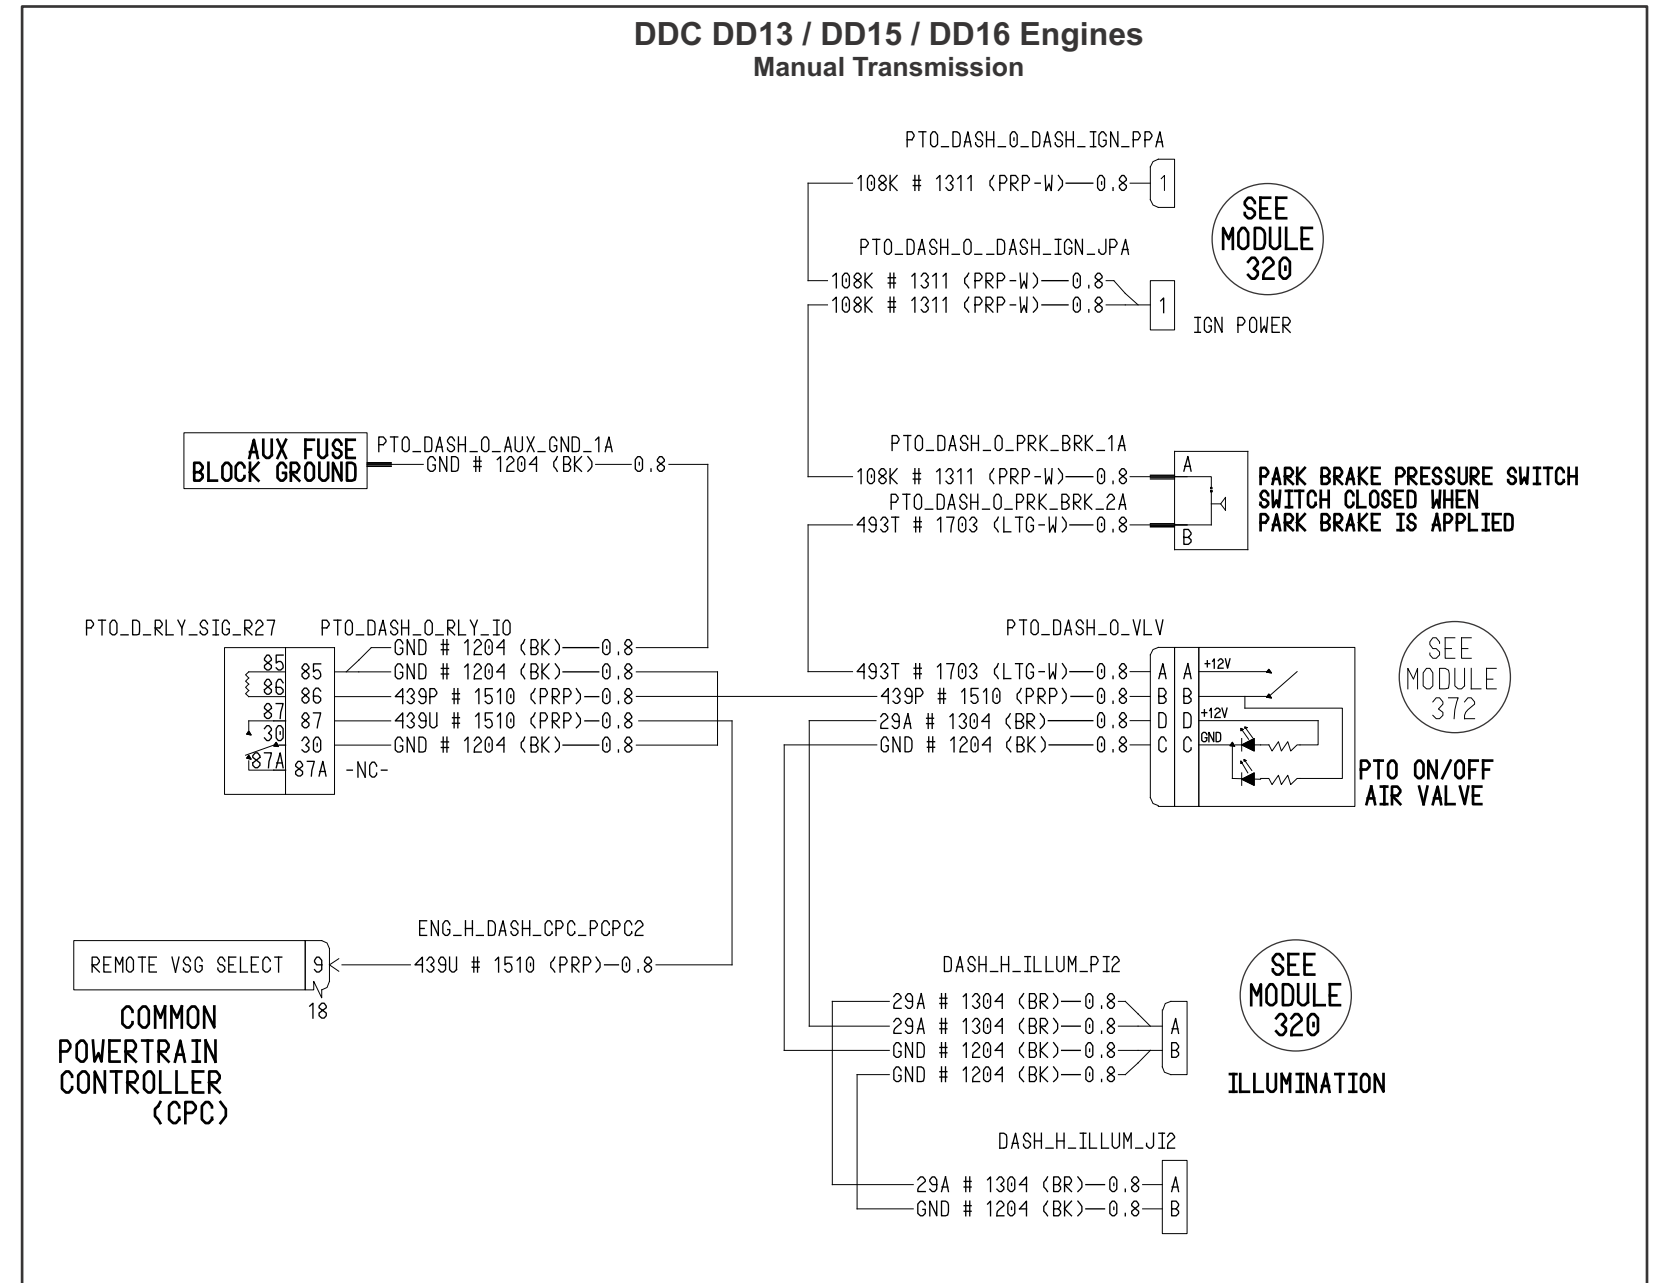 DDC DD13 / DD15 / DD16 Engines
Manual Transmission
PTO_DASH_0_DASH_IGN_PPA
108K # 1311 (PRP-W) 0.8 1
SEE
MODULE
320
PTO_DASH_O__DASH_IGN_JPA
108K # 1311 (PRP-W) 0.8
108K # 1311 (PRP-W) 0.8 1
IGN POWER
AUX FUSE
BLOCK GROUND
PTO_DASH_O_AUX_GND_1A
GND # 1204 (BK) 0.8
PTO_DASH_O_PRK_BRK_1A
108K # 1311 (PRP-W) 0.8 A
PTO_DASH_O_PRK_BRK_2A
493T # 1703 (LTG-W) 0.8 B
PARK BRAKE PRESSURE SWITCH
SWITCH CLOSED WHEN
PARK BRAKE IS APPLIED
PTO_D_RLY_SIG_R27
PTO_DASH_O_RLY_IO
GND # 1204 (BK) 0.8
85 85 GND # 1204 (BK) 0.8
86 86 439P # 1510 (PRP) 0.8
87 87 439U # 1510 (PRP) 0.8
30 30 GND # 1204 (BK) 0.8
87A 87A -NC-
PTO_DASH_O_VLV
493T # 1703 (LTG-W) 0.8 A A +12V
439P # 1510 (PRP) 0.8 B B
29A # 1304 (BR) 0.8 D D +12V
GND # 1204 (BK) 0.8 C C GND
SEE
MODULE
372
PTO ON/OFF
AIR VALVE
ENG_H_DASH_CPC_PCPC2
REMOTE VSG SELECT 9 439U # 1510 (PRP) 0.8
18
COMMON
POWERTRAIN
CONTROLLER
(CPC)
DASH_H_ILLUM_PI2
29A # 1304 (BR) 0.8
29A # 1304 (BR) 0.8 A
GND # 1204 (BK) 0.8 B
GND # 1204 (BK) 0.8
SEE
MODULE
320
ILLUMINATION
DASH_H_ILLUM_JI2
29A # 1304 (BR) 0.8 A
GND # 1204 (BK) 0.8 B